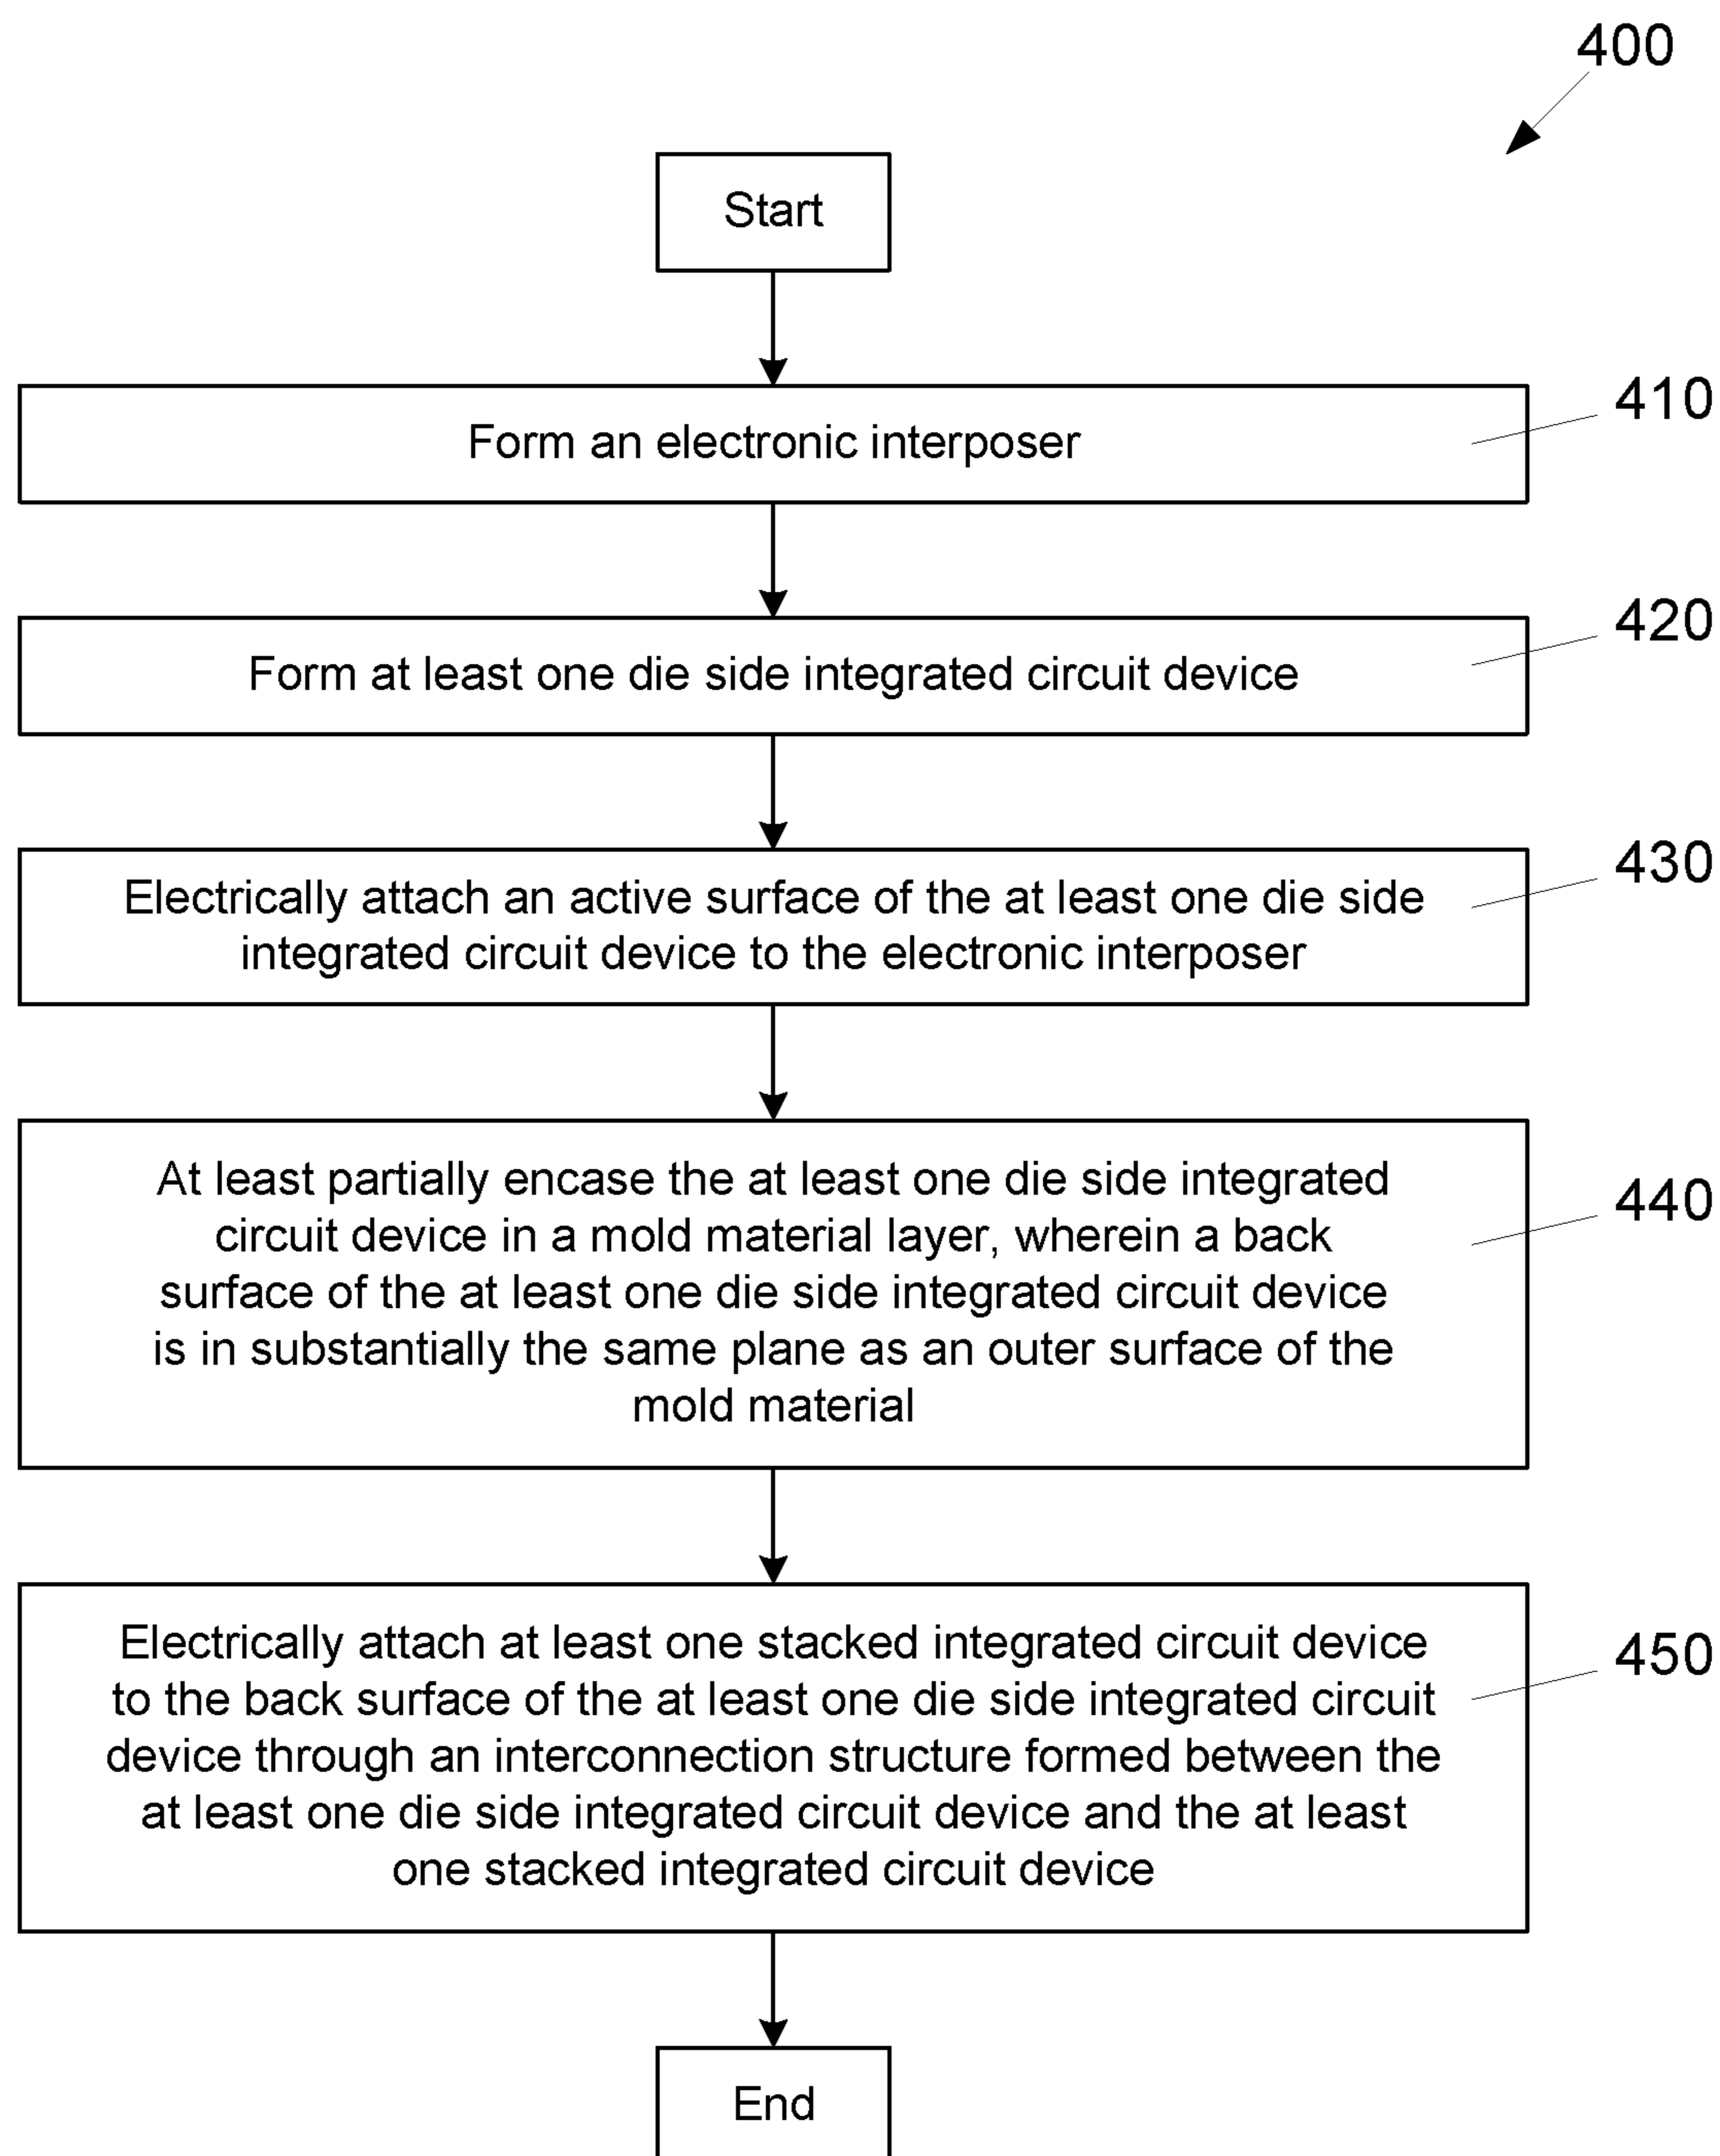 400
Start
Form an electronic interposer
410
Form at least one die side integrated circuit device
420
Electrically attach an active surface of the at least one die side
integrated circuit device to the electronic interposer
430
At least partially encase the at least one die side integrated
circuit device in a mold material layer, wherein a back
surface of the at least one die side integrated circuit device
is in substantially the same plane as an outer surface of the
mold material
440
Electrically attach at least one stacked integrated circuit device
to the back surface of the at least one die side integrated circuit
device through an interconnection structure formed between the
at least one die side integrated circuit device and the at least
one stacked integrated circuit device
450
End